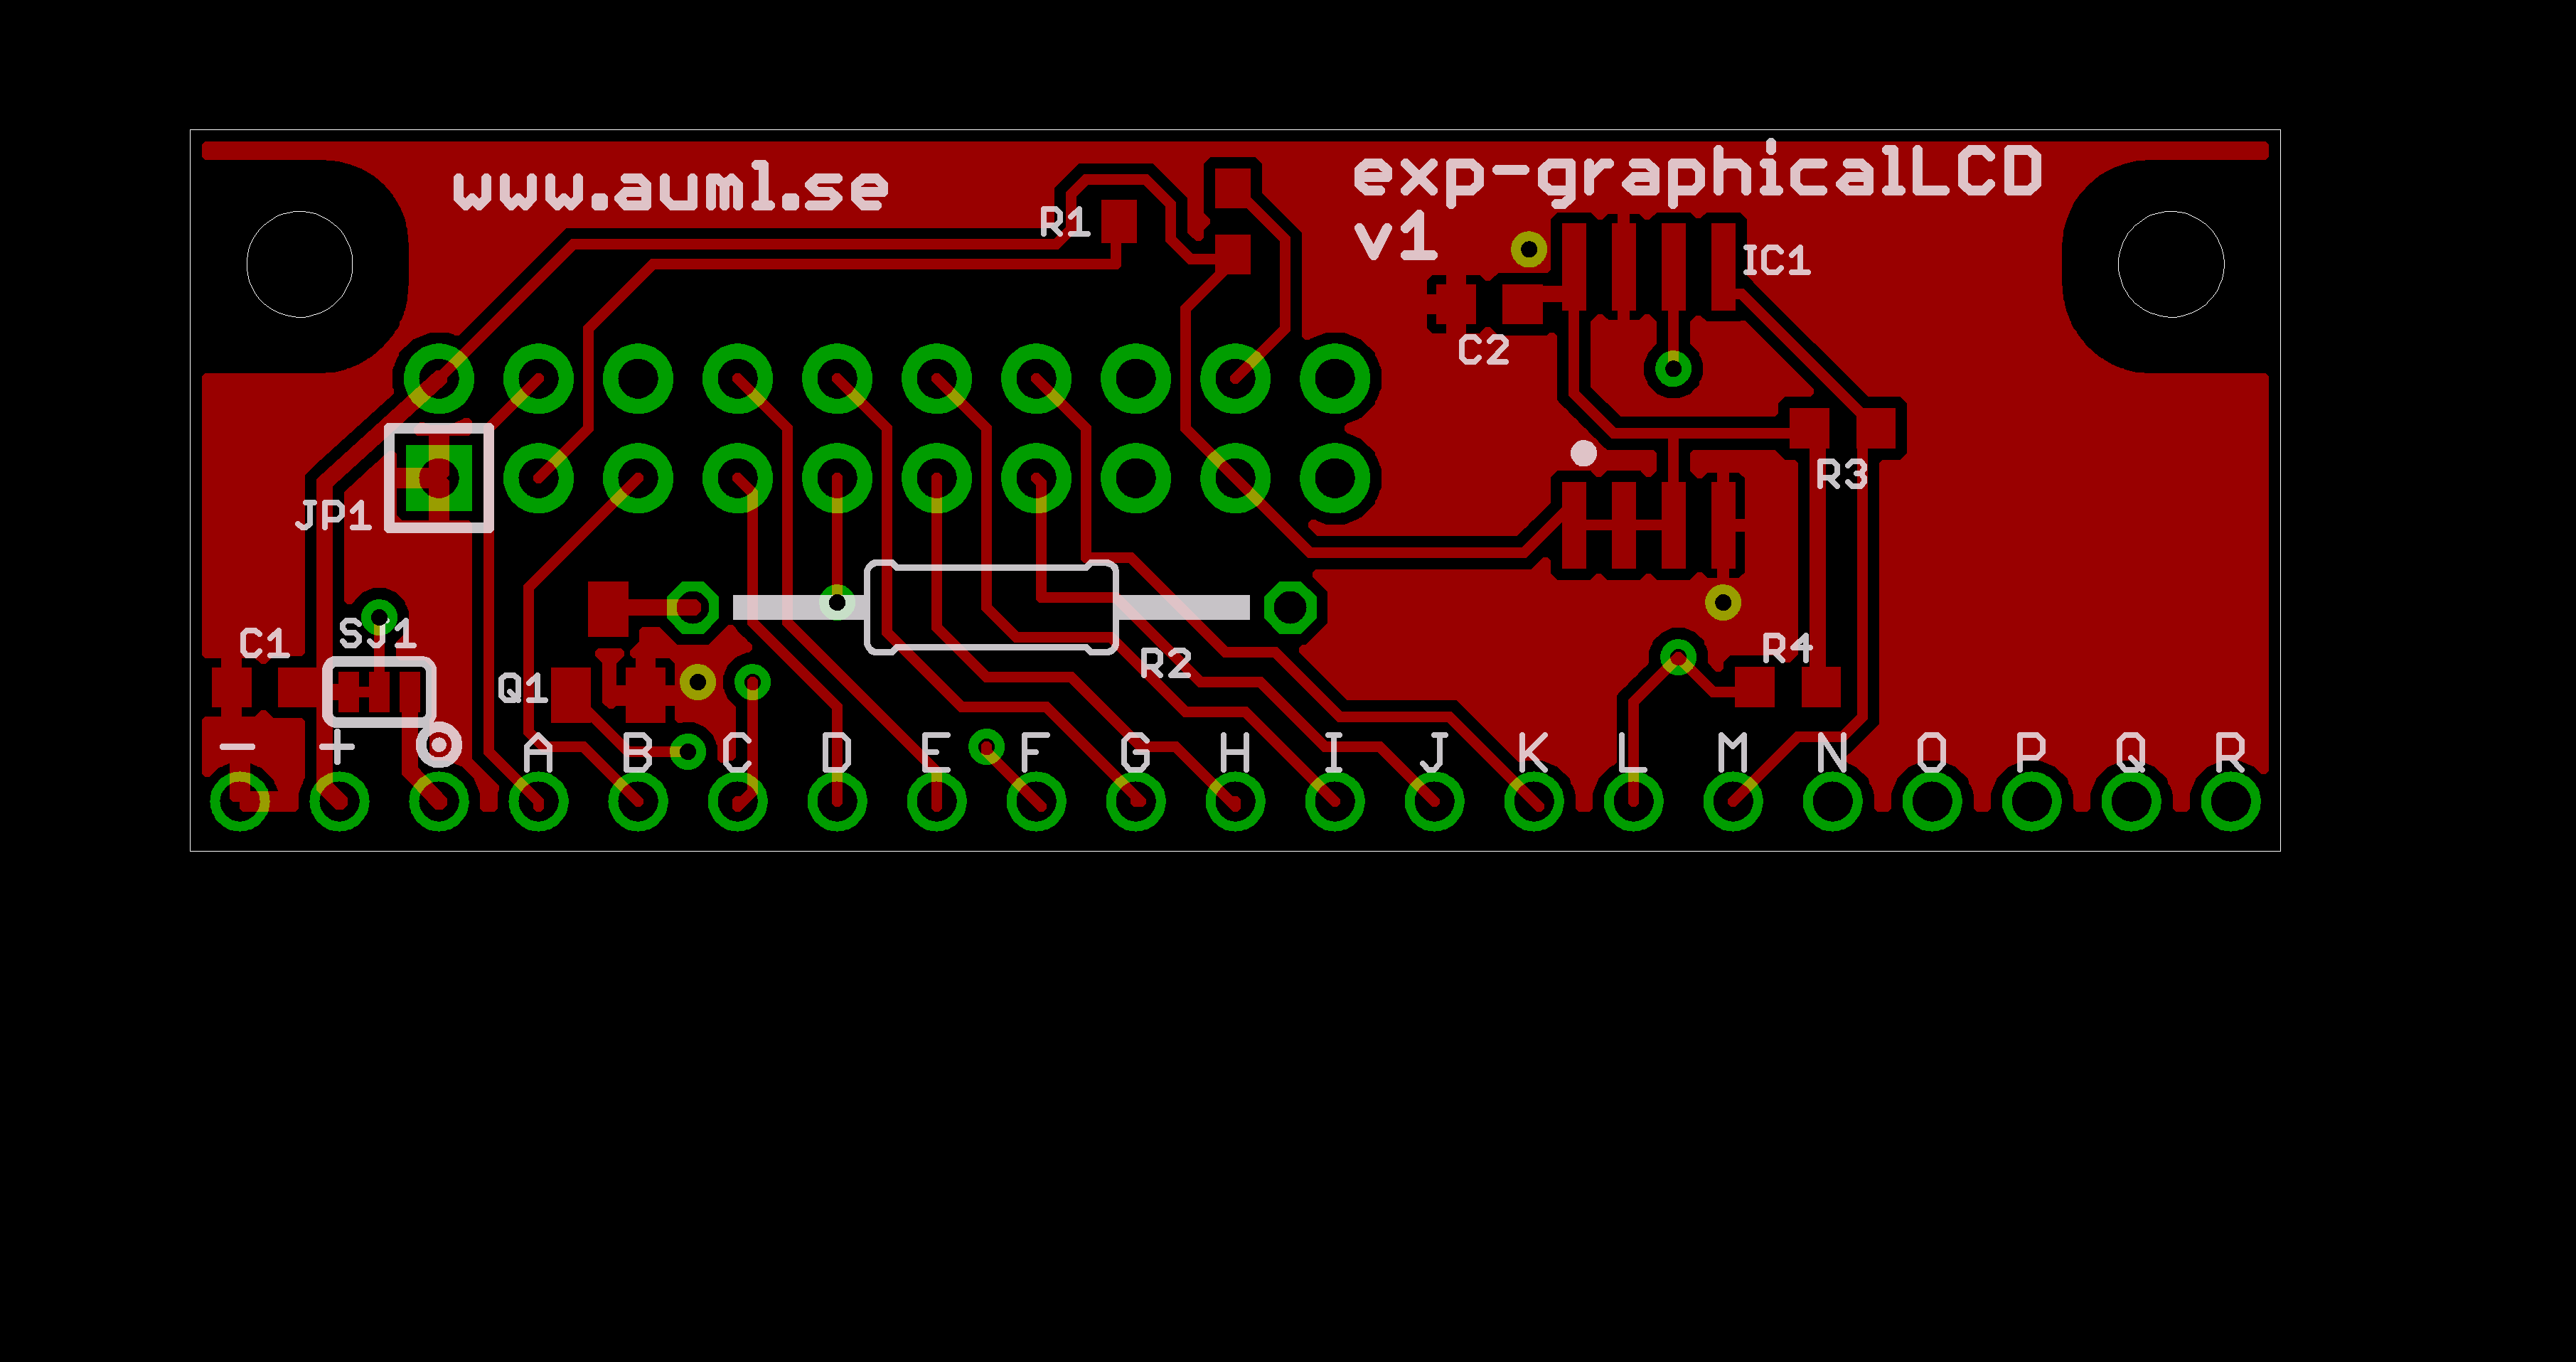 www.auml.se
exp-graphicalLCD
v1
R1
IC1
C2
R3
JP1
C1
SJ1
R4
R2
Q1
- + A B C D E F G H I J K L M N O P Q R